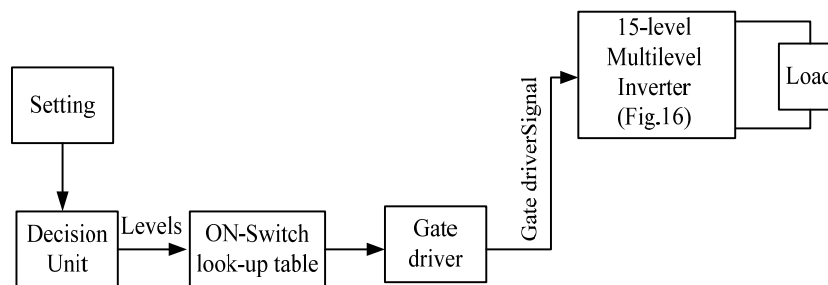 Setting
Decision
Unit
Levels
ON-Switch
look-up table
Gate
driver
Gate driverSignal
15-level
Multilevel
Inverter
(Fig.16)
Load